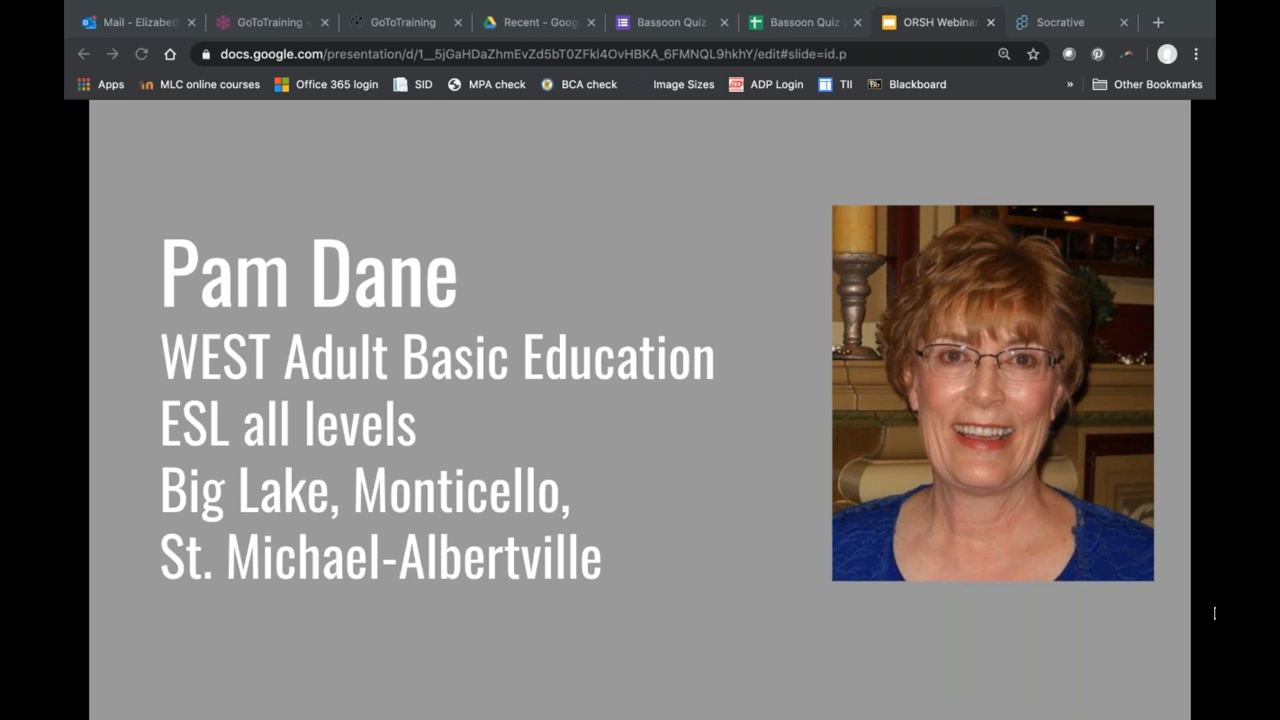 Mail - Elizabeth
GoToTraining -
GoToTraining
Recent - Goog
Bassoon Quiz
Bassoon Quiz
ORSH Webinar
Socrative
docs.google.com/presentation/d/1__5jGaHDaZhmEvZd5bT0ZFkl4OvHBKA_6FMNQL9hkhY/edit#slide=id.p
Apps
MLC online courses
Office 365 login
SID
MPA check
BCA check
Image Sizes
ADP Login
TII
Blackboard
»
Other Bookmarks
Pam Dane
WEST Adult Basic Education
ESL all levels
Big Lake, Monticello,
St. Michael-Albertville